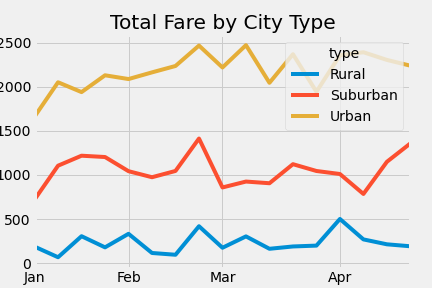 Total Fare by City Type
2500
2000
1500
1000
500
0
Jan Feb Mar Apr
type
Rural
Suburban
Urban